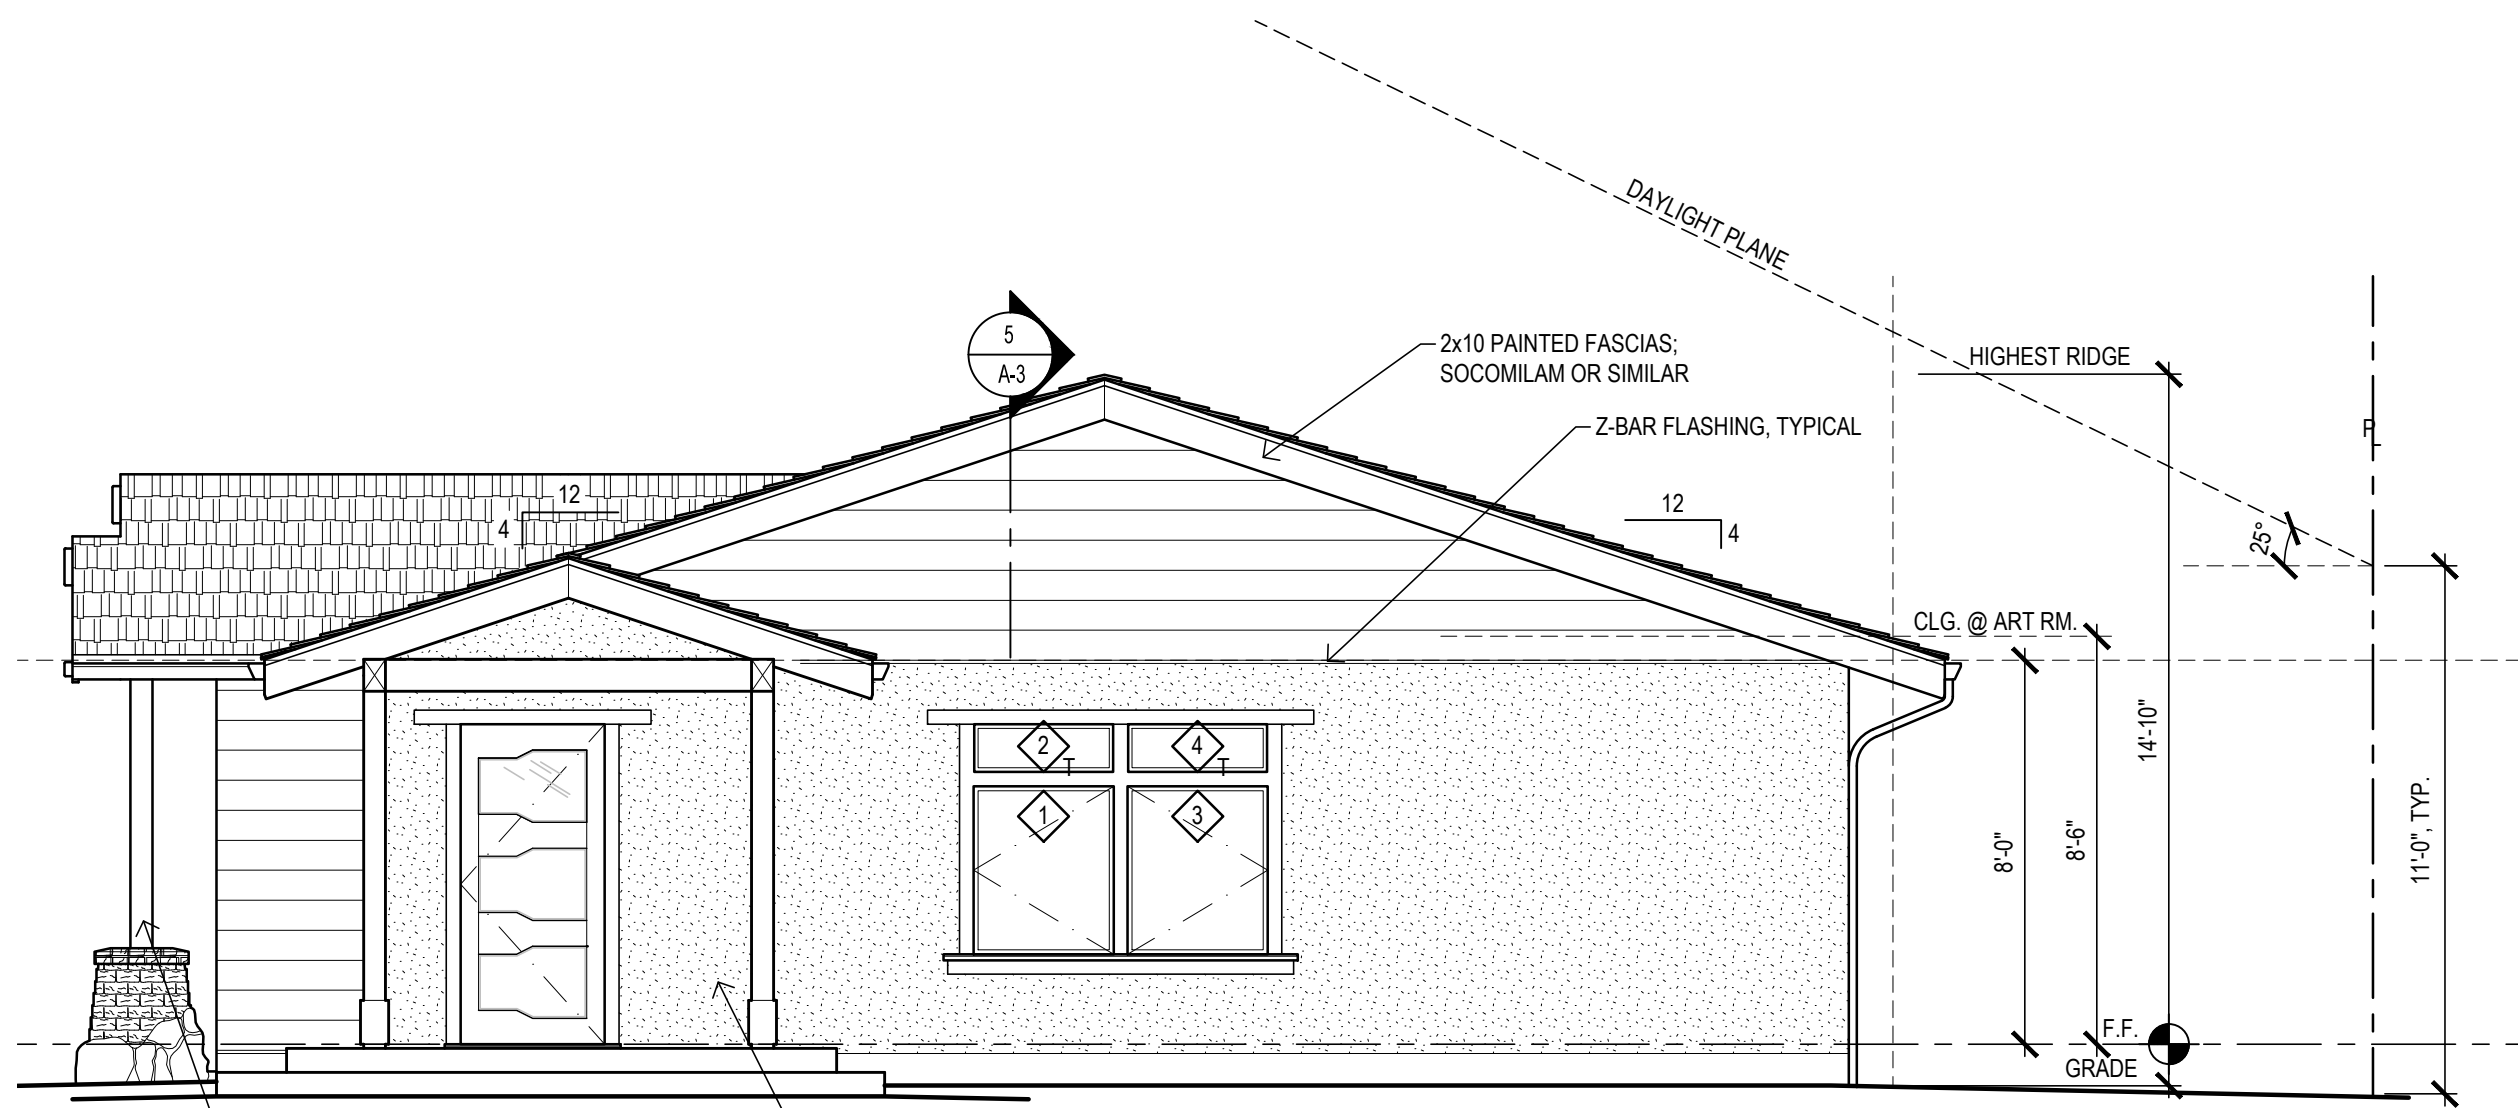 DAYLIGHT PLANE
5
A-3
2x10 PAINTED FASCIAS;
SOCOMILAM OR SIMILAR
HIGHEST RIDGE
Z-BAR FLASHING, TYPICAL
PL
12
4
12
4
25°
CLG. @ ART RM.
2
T
4
T
1
3
8'-0"
8'-6"
14'-10"
11'-0", TYP.
F.F.
GRADE